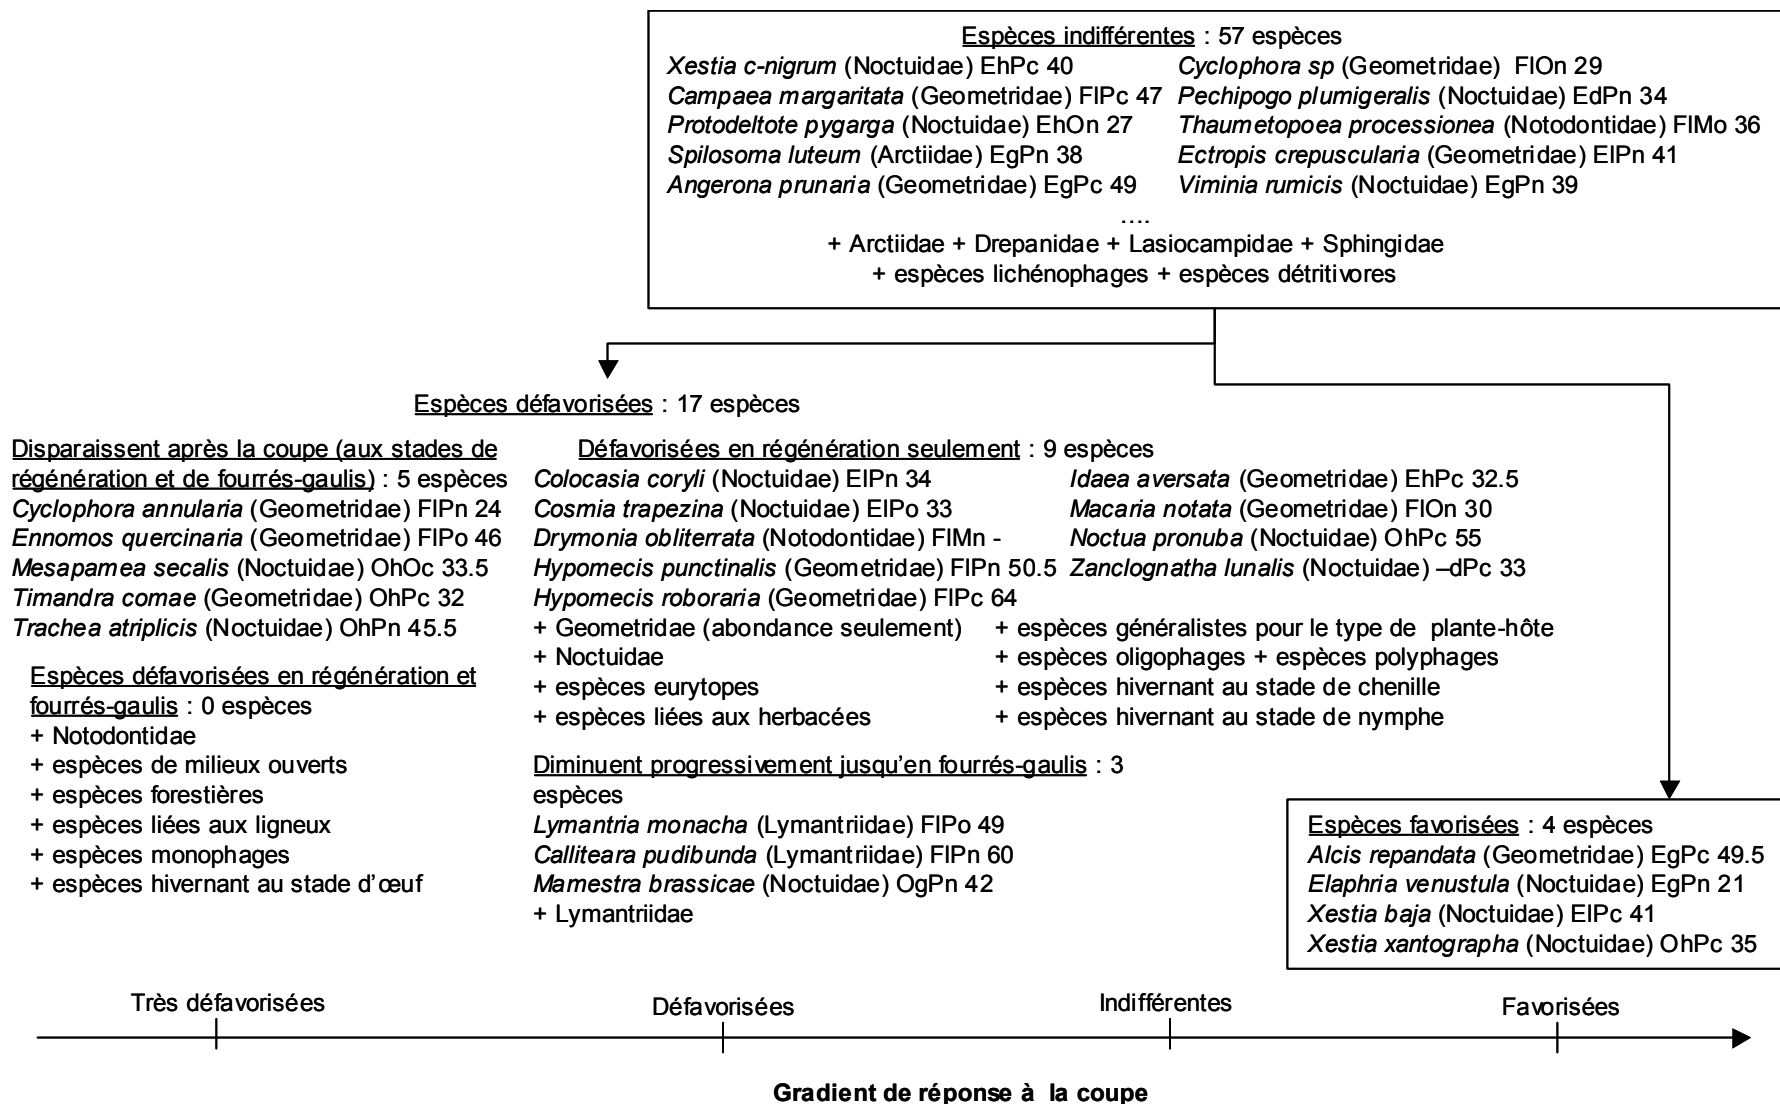 Espèces indifférentes : 57 espèces
Xestia c-nigrum (Noctuidae) EhPc 40
Campaea margaritata (Geometridae) FlPc 47
Protodeltote pygarga (Noctuidae) EhOn 27
Spilosoma luteum (Arctiidae) EgPn 38
Angerona prunaria (Geometridae) EgPc 49
Cyclophora sp (Geometridae) FlOn 29
Pechipogo plumigeralis (Noctuidae) EdPn 34
Thaumetopoea processionea (Notodontidae) FlMo 36
Ectropis crepuscularia (Geometridae) ElPn 41
Viminia rumicis (Noctuidae) EgPn 39
....
+ Arctiidae + Drepanidae + Lasiocampidae + Sphingidae
+ espèces lichénophages + espèces détritivores
Espèces défavorisées : 17 espèces
Disparaissent après la coupe (aux stades de
régénération et de fourrés-gaulis) : 5 espèces
Cyclophora annularia (Geometridae) FlPn 24
Ennomos quercinaria (Geometridae) FlPo 46
Mesapamea secalis (Noctuidae) OhOc 33.5
Timandra comae (Geometridae) OhPc 32
Trachea atriplicis (Noctuidae) OhPn 45.5
Espèces défavorisées en régénération et
fourrés-gaulis : 0 espèces
+ Notodontidae
+ espèces de milieux ouverts
+ espèces forestières
+ espèces liées aux ligneux
+ espèces monophages
+ espèces hivernant au stade d'œuf
Défavorisées en régénération seulement : 9 espèces
Colocasia coryli (Noctuidae) ElPn 34
Cosmia trapezina (Noctuidae) ElPo 33
Drymonia obliterrata (Notodontidae) FlMn -
Hypomecis punctinalis (Geometridae) FlPn 50.5
Hypomecis roboraria (Geometridae) FlPc 64
Idaea aversata (Geometridae) EhPc 32.5
Macaria notata (Geometridae) FlOn 30
Noctua pronuba (Noctuidae) OhPc 55
Zanclognatha lunalis (Noctuidae) –dPc 33
+ Geometridae (abondance seulement)
+ Noctuidae
+ espèces eurytopes
+ espèces liées aux herbacées
+ espèces généralistes pour le type de plante-hôte
+ espèces oligophages + espèces polyphages
+ espèces hivernant au stade de chenille
+ espèces hivernant au stade de nymphe
Diminuent progressivement jusqu'en fourrés-gaulis : 3
espèces
Lymantria monacha (Lymantriidae) FlPo 49
Calliteara pudibunda (Lymantriidae) FlPn 60
Mamestra brassicae (Noctuidae) OgPn 42
+ Lymantriidae
Espèces favorisées : 4 espèces
Alcis repandata (Geometridae) EgPc 49.5
Elaphria venustula (Noctuidae) EgPn 21
Xestia baja (Noctuidae) ElPc 41
Xestia xantographa (Noctuidae) OhPc 35
Très défavorisées
Défavorisées
Indifférentes
Favorisées
Gradient de réponse à la coupe